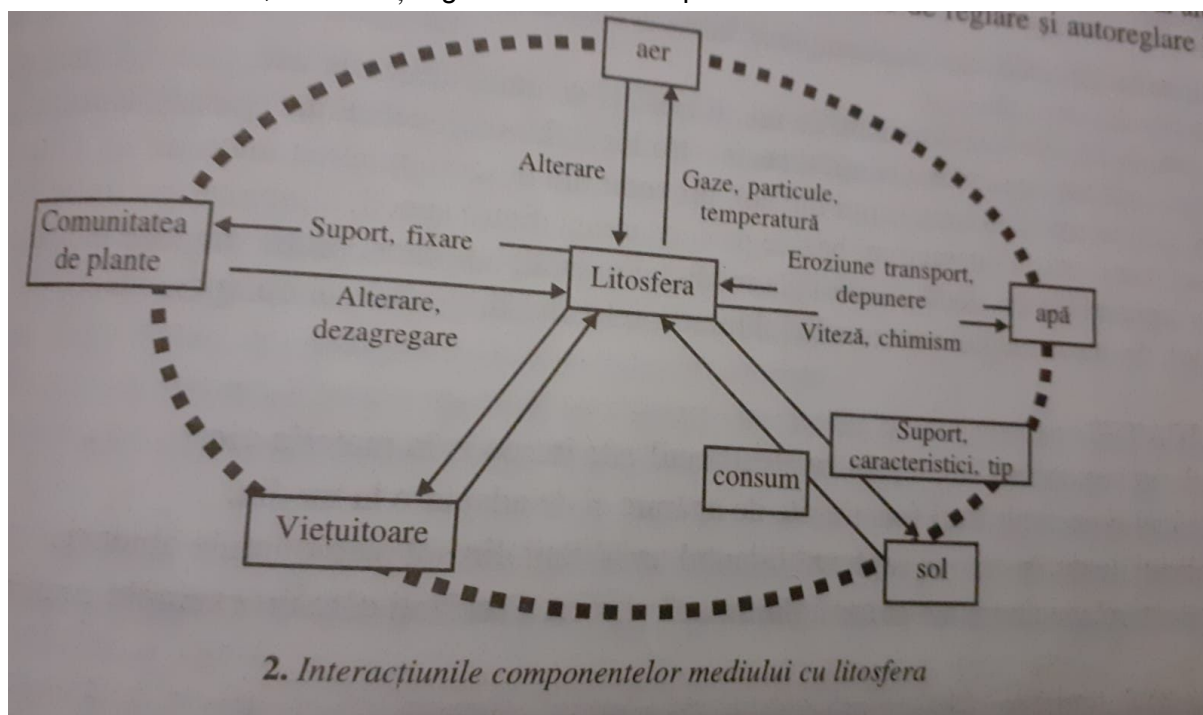 de reglare și autoreglare
aer
Alterare
Gaze, particule,
temperatură
Comunitatea
de plante
Suport, fixare
Litosfera
Eroziune transport,
depunere
apă
Alterare,
dezagregare
Viteză, chimism
Suport,
caracteristici, tip
consum
Viețuitoare
sol
2. Interacțiunile componentelor mediului cu litosfera